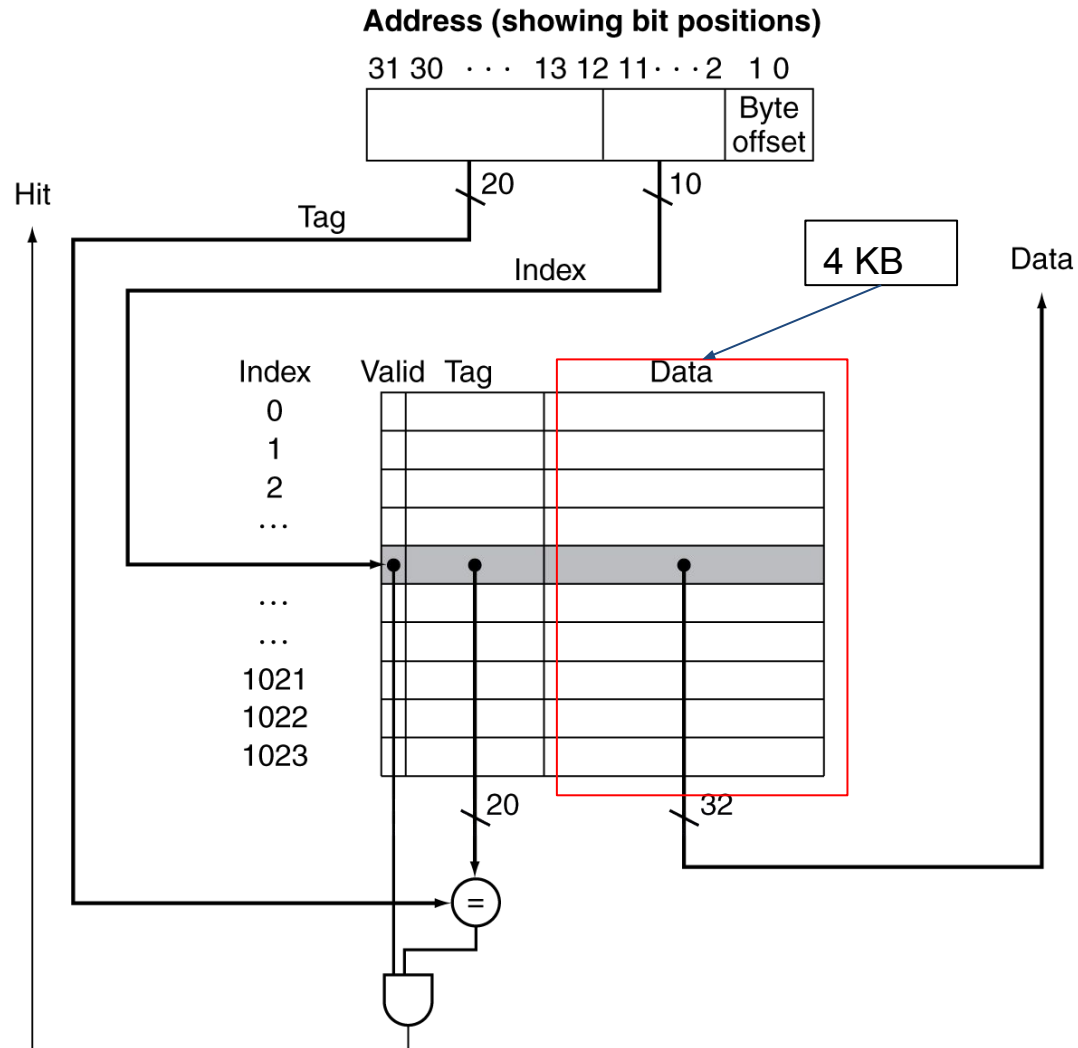 Address (showing bit positions)
31 30 · · · 13 12 11 · · · 2 1 0
Byte
offset
20
10
Hit
Tag
Index
4 KB
Data
Index Valid Tag Data
0
1
2
...
...
...
1021
1022
1023
20
32
=